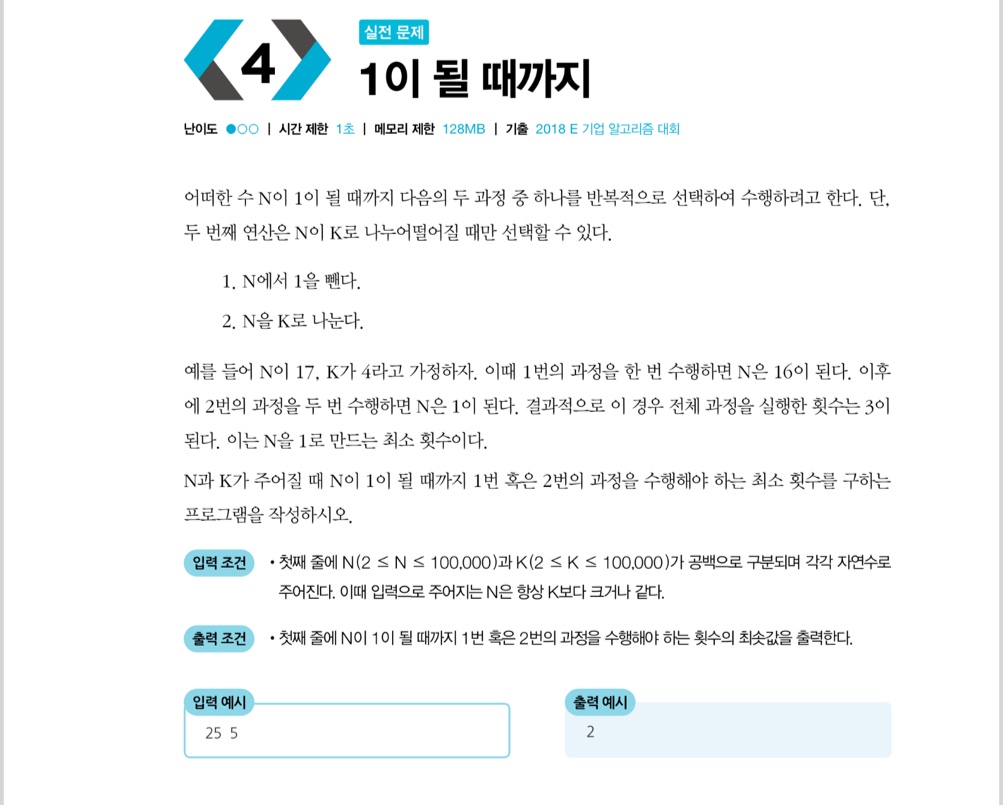 4
실전 문제
1이 될 때까지
난이도 ●○○ | 시간 제한 1초 | 메모리 제한 128MB | 기출 2018 E 기업 알고리즘 대회
어떠한 수 N이 1이 될 때까지 다음의 두 과정 중 하나를 반복적으로 선택하여 수행하려고 한다. 단,
두 번째 연산은 N이 K로 나누어떨어질 때만 선택할 수 있다.
1. N에서 1을 뺀다.
2. N을 K로 나눈다.
예를 들어 N이 17, K가 4라고 가정하자. 이때 1번의 과정을 한 번 수행하면 N은 16이 된다. 이후
에 2번의 과정을 두 번 수행하면 N은 1이 된다. 결과적으로 이 경우 전체 과정을 실행한 횟수는 3이
된다. 이는 N을 1로 만드는 최소 횟수이다.
N과 K가 주어질 때 N이 1이 될 때까지 1번 혹은 2번의 과정을 수행해야 하는 최소 횟수를 구하는
프로그램을 작성하시오.
입력 조건 • 첫째 줄에 N(2 ≤ N ≤ 100,000)과 K(2 ≤ K ≤ 100,000)가 공백으로 구분되며 각각 자연수로
주어진다. 이때 입력으로 주어지는 N은 항상 K보다 크거나 같다.
출력 조건 • 첫째 줄에 N이 1이 될 때까지 1번 혹은 2번의 과정을 수행해야 하는 횟수의 최솟값을 출력한다.
입력 예시
25 5
출력 예시
2